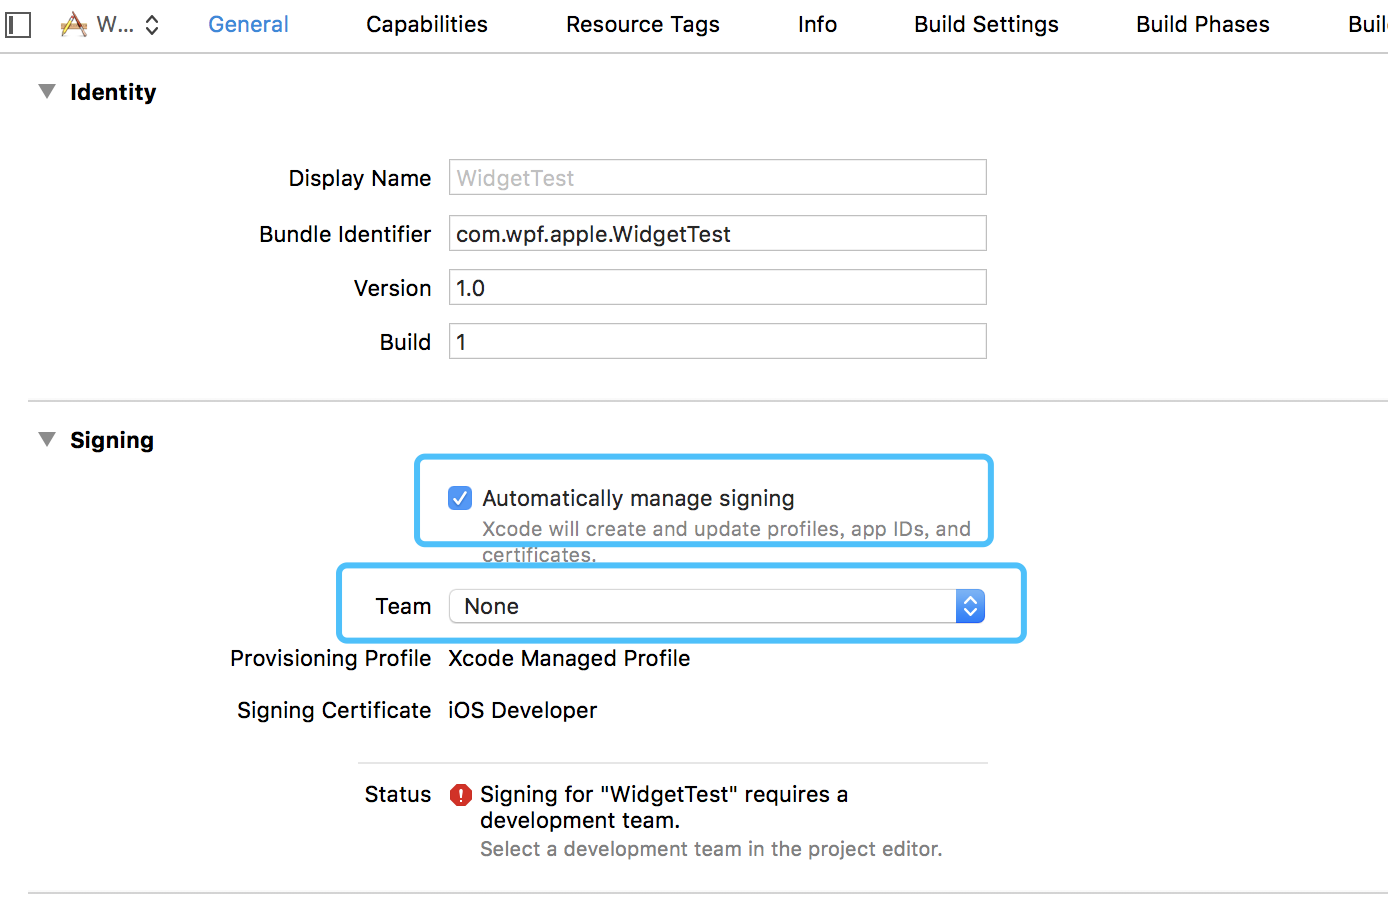 W... General Capabilities Resource Tags Info Build Settings Build Phases Buil
Identity
Display Name WidgetTest
Bundle Identifier com.wpf.apple.WidgetTest
Version 1.0
Build 1
Signing
Automatically manage signing
Xcode will create and update profiles, app IDs, and
certificates.
Team None
Provisioning Profile Xcode Managed Profile
Signing Certificate iOS Developer
Status Signing for "WidgetTest" requires a
development team.
Select a development team in the project editor.